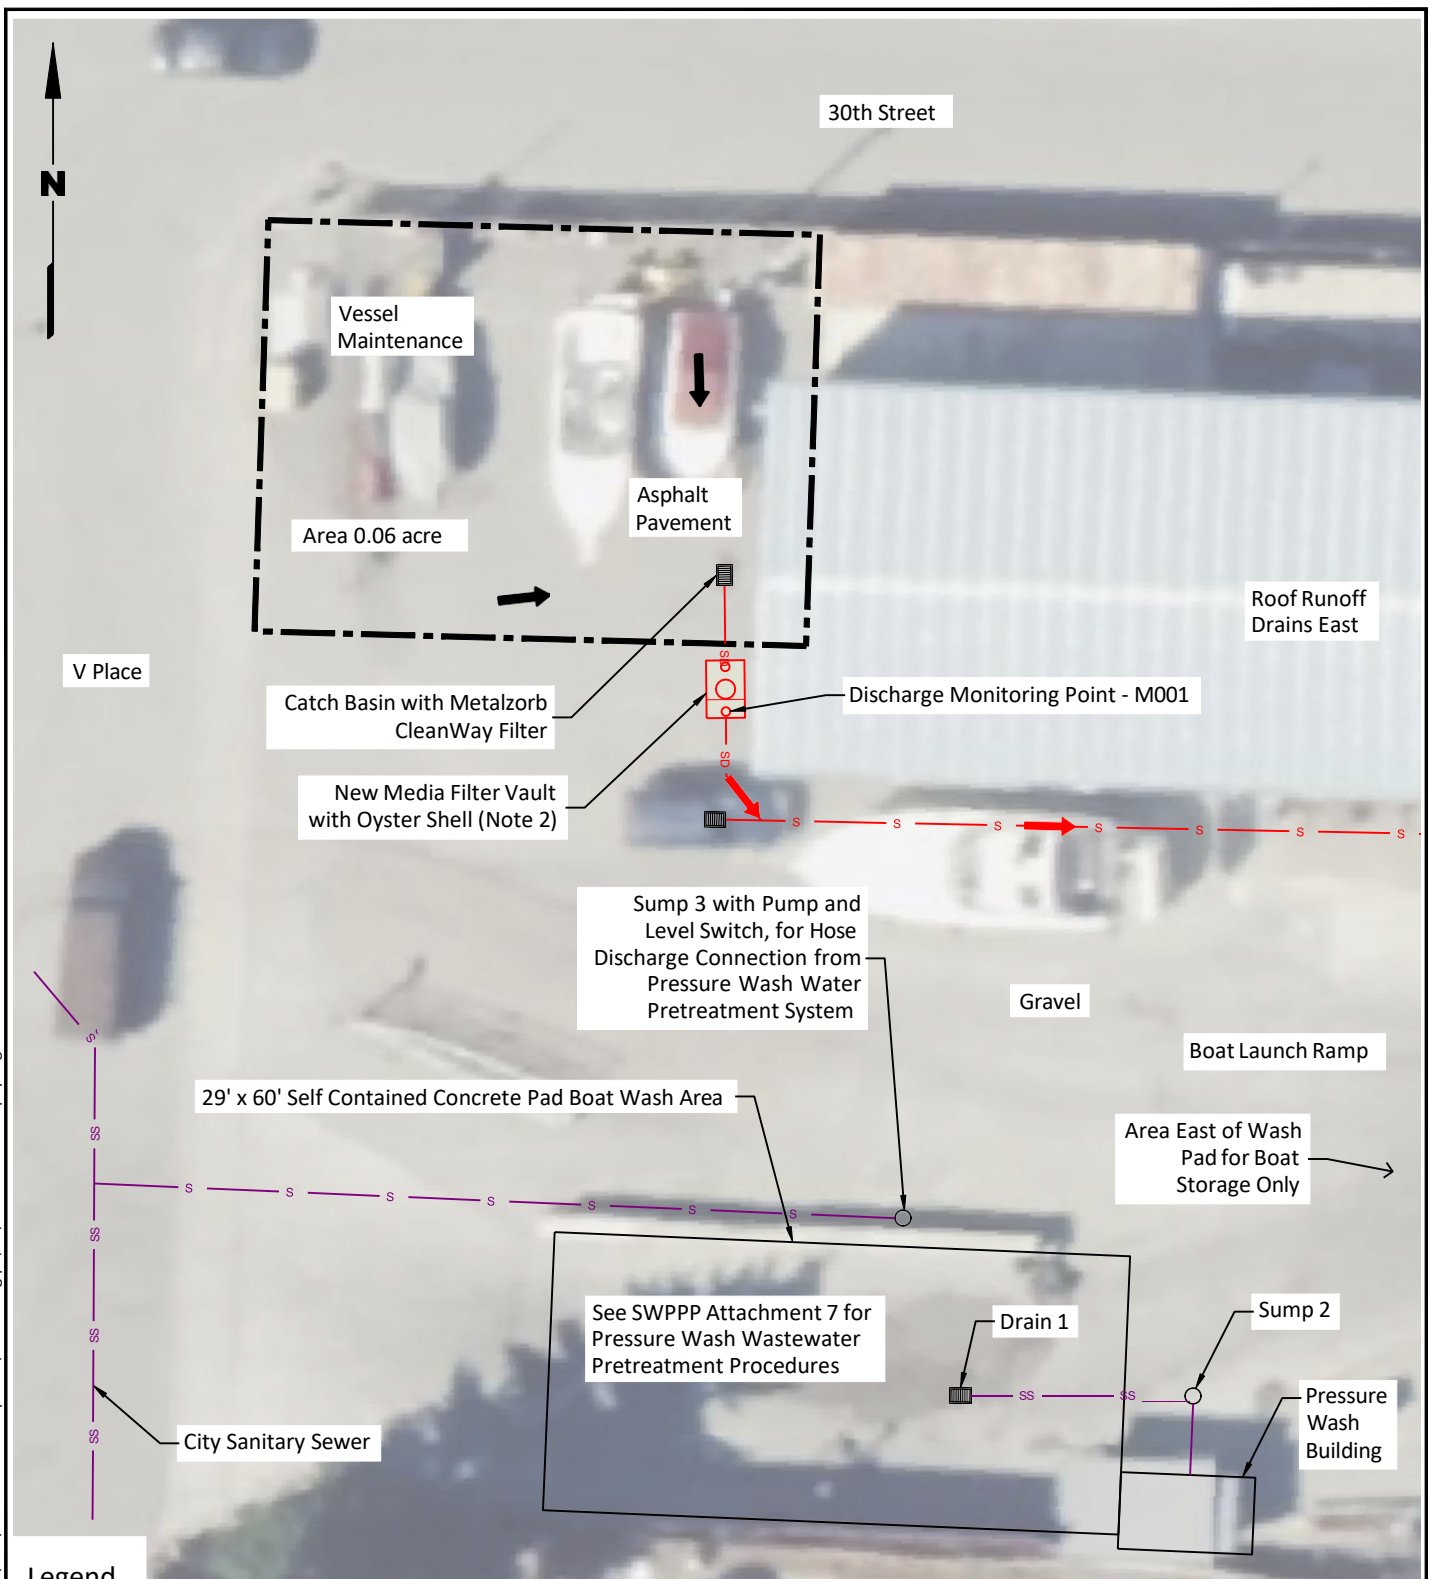 30th Street
N
Vessel
Maintenance
Asphalt
Pavement
Area 0.06 acre
Roof Runoff
Drains East
V Place
SD
Catch Basin with Metalzorb
CleanWay Filter
Discharge Monitoring Point - M001
SD
New Media Filter Vault
with Oyster Shell (Note 2)
S S S S S S S
Sump 3 with Pump and
Level Switch, for Hose
Discharge Connection from
Pressure Wash Water
Pretreatment System
Gravel
Boat Launch Ramp
S
29' x 60' Self Contained Concrete Pad Boat Wash Area
SS
Area East of Wash
Pad for Boat
Storage Only
S S S S S S S
SS
See SWPPP Attachment 7 for
Pressure Wash Wastewater
Pretreatment Procedures
Drain 1
Sump 2
SS
SS SS
Pressure
Wash
Building
City Sanitary Sewer
SS
Legend